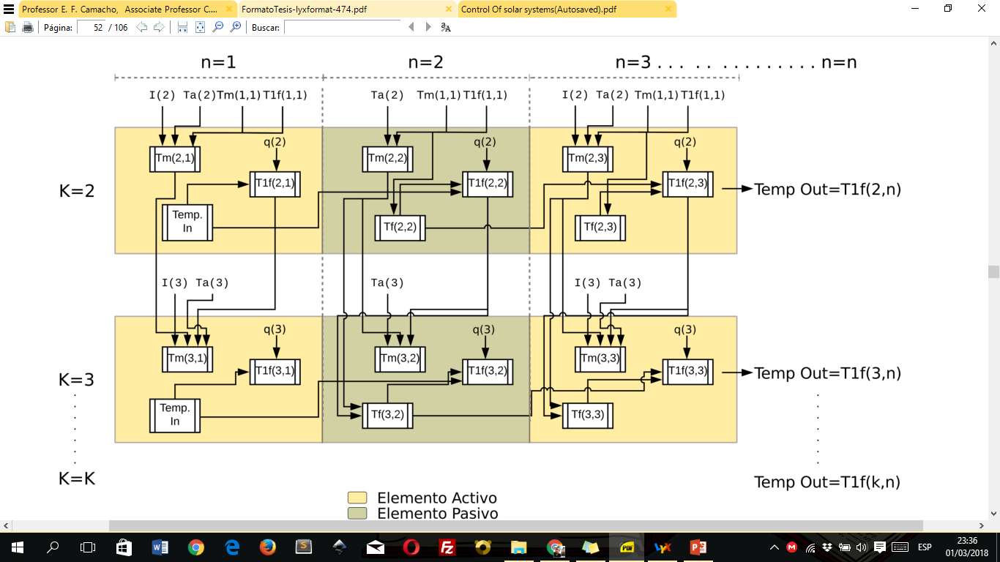 Professor E. F. Camacho, Associate Professor C....
FormatoTesis-lyxformat-474.pdf
Control Of solar systems(Autosaved).pdf
Página: 52 / 106
Buscar:
n=1 n=2 n=3 . . . . . . . . . . . . . . . . n=n
I(2) Ta(2) Tm(1,1) T1f(1,1) Ta(2) Tm(1,1) T1f(1,1) I(2) Ta(2) Tm(1,1) T1f(1,1)
q(2) q(2) q(2)
Tm(2,1) Tm(2,2) Tm(2,3)
T1f(2,1) T1f(2,2) T1f(2,3)
K=2 Temp Out=T1f(2,n)
Temp.
In
Tf(2,2) Tf(2,3)
I(3) Ta(3) Ta(3) I(3) Ta(3)
q(3) q(3) q(3)
Tm(3,1) Tm(3,2) Tm(3,3)
T1f(3,1) T1f(3,2) T1f(3,3)
K=3 Temp Out=T1f(3,n)
Temp.
In
Tf(3,2) Tf(3,3)
K=K Temp Out=T1f(k,n)
Elemento Activo
Elemento Pasivo
ESP
23:36
01/03/2018